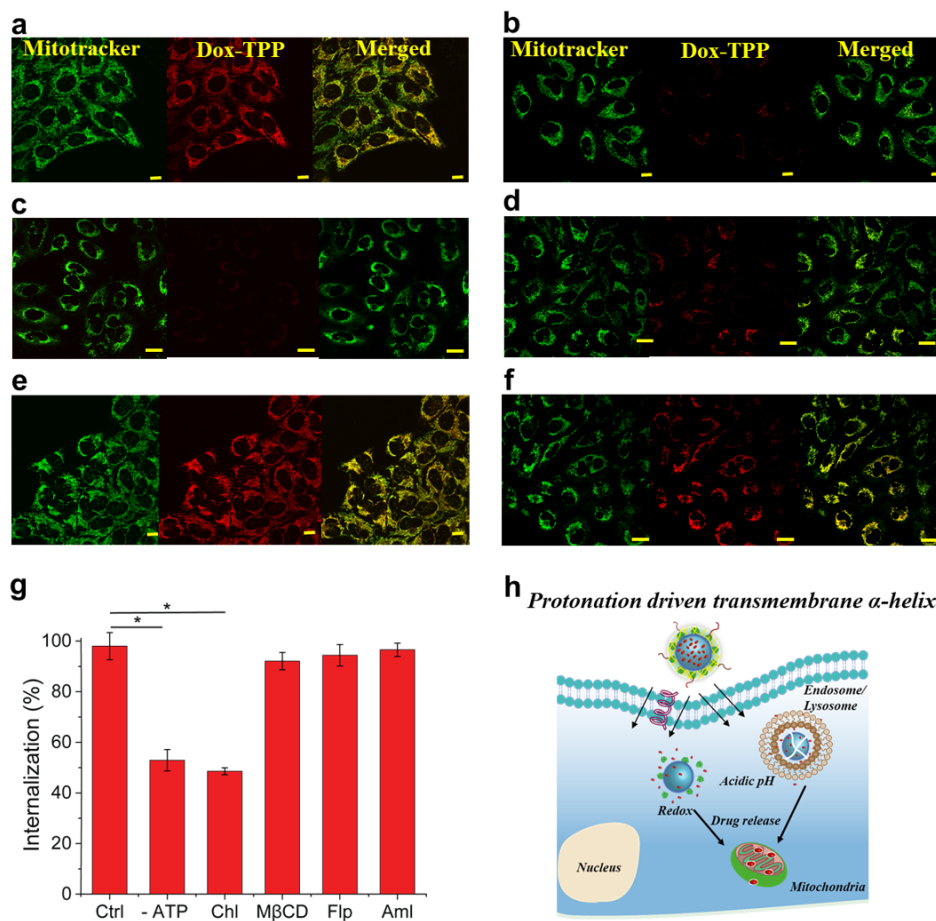 a
Mitotracker Dox-TPP Merged
b
Mitotracker Dox-TPP Merged
c
d
e
f
g
* 
*
Internalization (%)
100
80
60
40
20
0
Ctrl - ATP Chl MβCD Flp Aml
h
Protonation driven transmembrane α-helix
Endosome/
Lysosome
Acidic pH
Redox
Drug release
Nucleus
Mitochondria